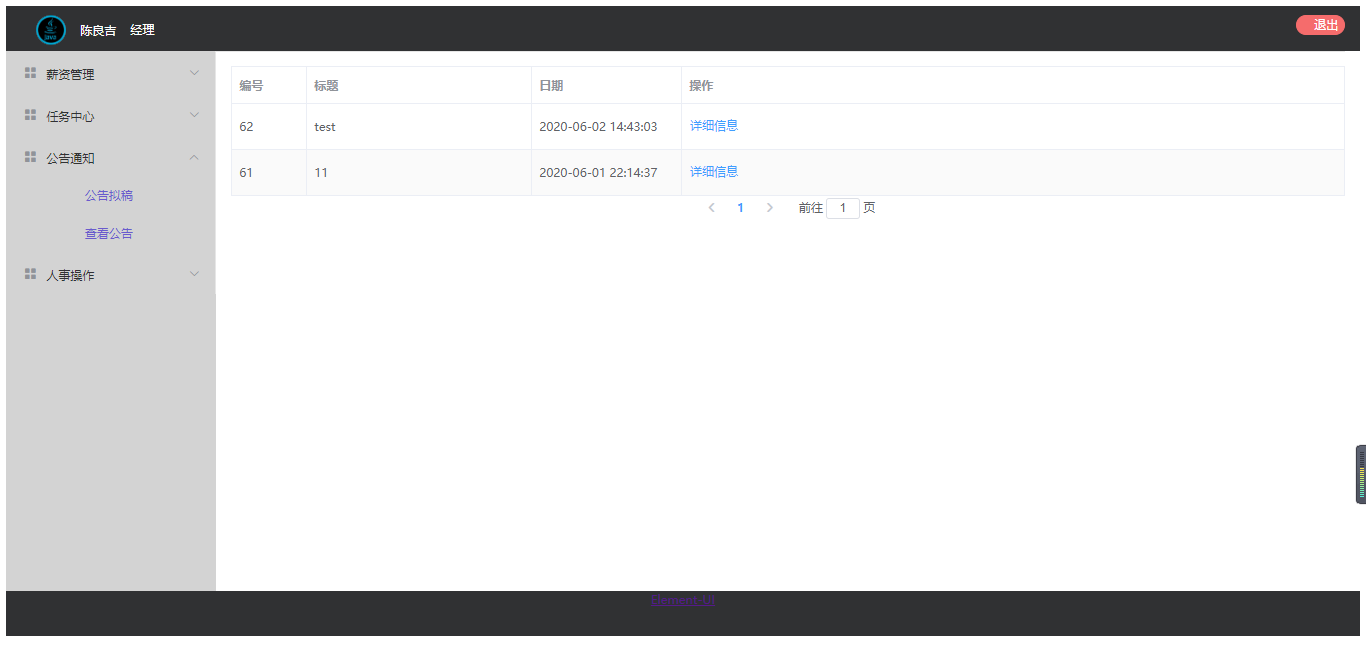 陈良吉 经理 退出
薪资管理
任务中心
公告通知
公告拟稿
查看公告
人事操作
编号 标题 日期 操作
62 test 2020-06-02 14:43:03 详细信息
61 11 2020-06-01 22:14:37 详细信息
1 前往 1 页
Element-UI